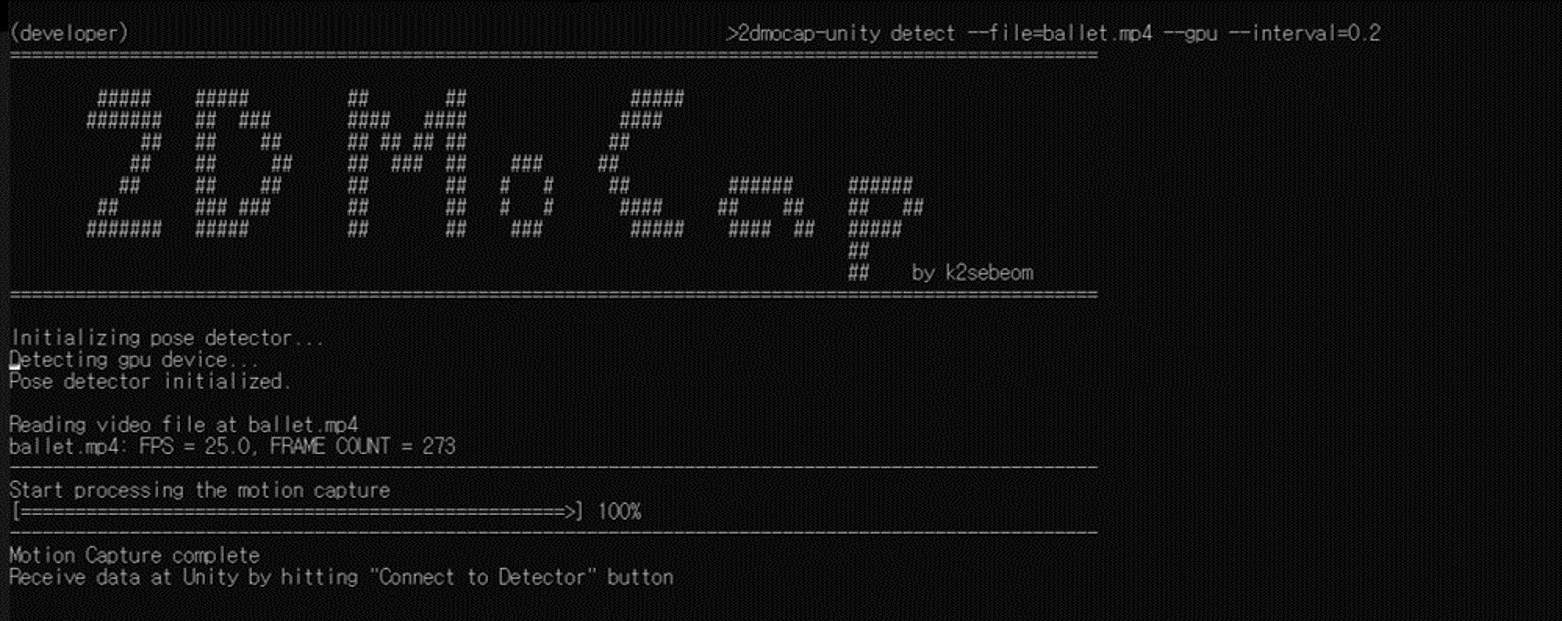 (developer) >2dmocap-unity detect --file=ballet.mp4 --gpu --interval=0.2
2D MoCap
by k2sebeom
Initializing pose detector...
Detecting gpu device...
Pose detector initialized.
Reading video file at ballet.mp4
ballet.mp4: FPS = 25.0, FRAME COUNT = 273
Start processing the motion capture
[==================================================>] 100%
Motion Capture complete
Receive data at Unity by hitting "Connect to Detector" button